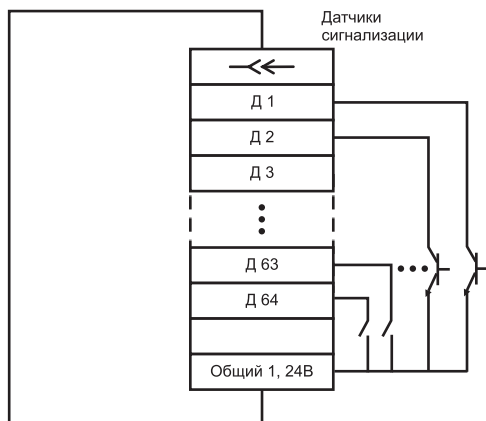 Датчики
сигнализации
Д 1
Д 2
Д 3
Д 63
Д 64
Общий 1, 24В